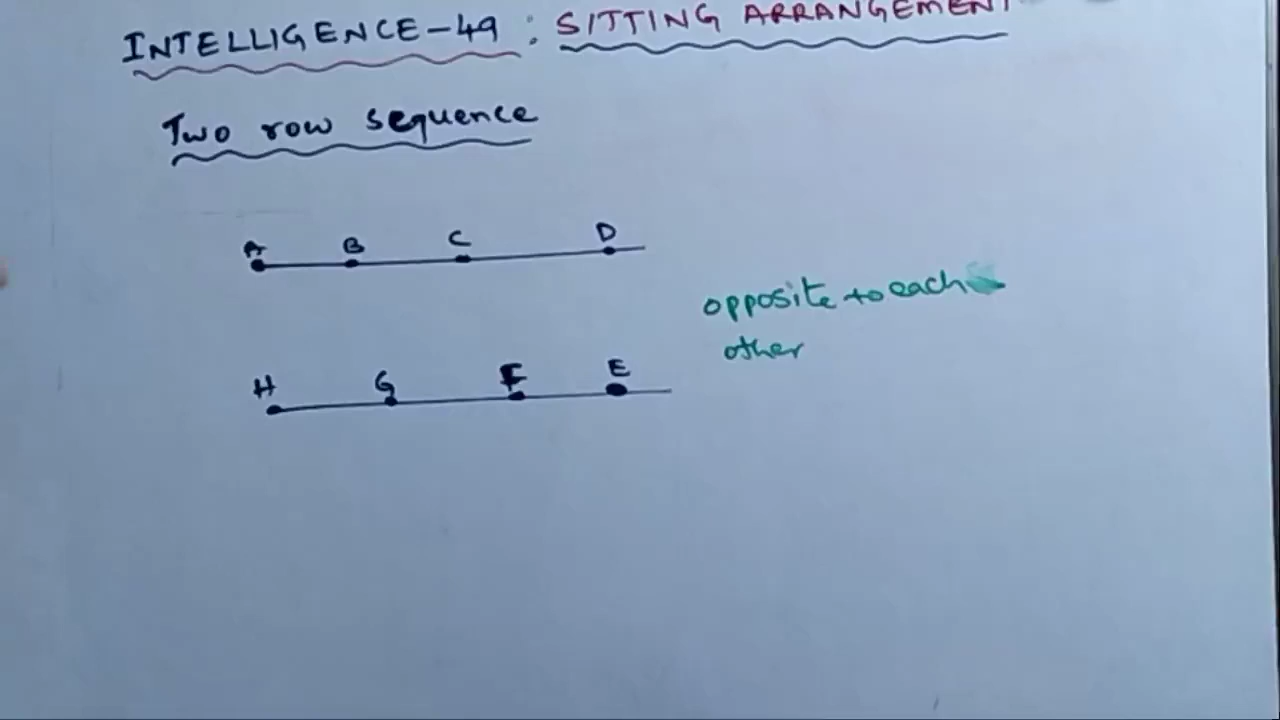 INTELLIGENCE-49 : SITTING ARRANGEMENT
Two row sequence
A B C D
opposite to each
other
H G F E